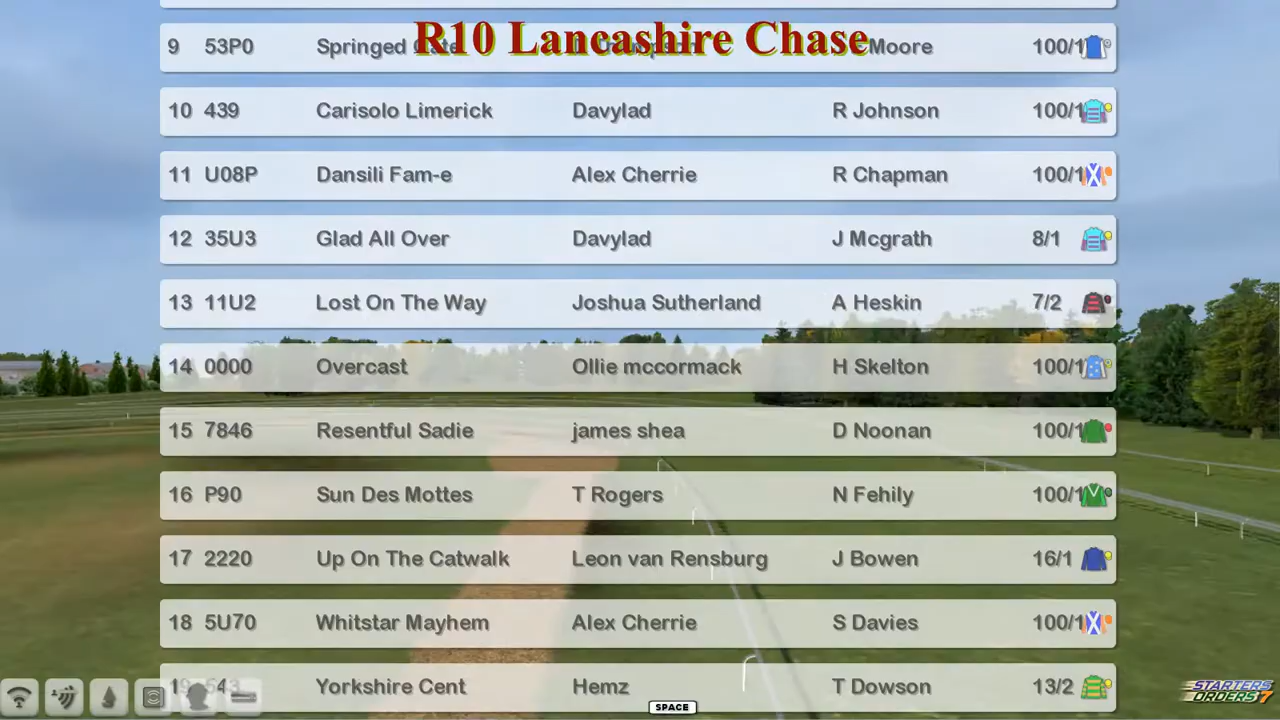 R10 Lancashire Chase
9 53P0 Springed Moore 100/1
10 439 Carisolo Limerick Davylad R Johnson 100/1
11 U08P Dansili Fam-e Alex Cherrie R Chapman 100/1
12 35U3 Glad All Over Davylad J Mcgrath 8/1
13 11U2 Lost On The Way Joshua Sutherland A Heskin 7/2
14 0000 Overcast Ollie mccormack H Skelton 100/1
15 7846 Resentful Sadie james shea D Noonan 100/1
16 P90 Sun Des Mottes T Rogers N Fehily 100/1
17 2220 Up On The Catwalk Leon van Rensburg J Bowen 16/1
18 5U70 Whitstar Mayhem Alex Cherrie S Davies 100/1
19 543 Yorkshire Cent Hemz T Dowson 13/2
SPACE
STARTERS
ORDERS 7